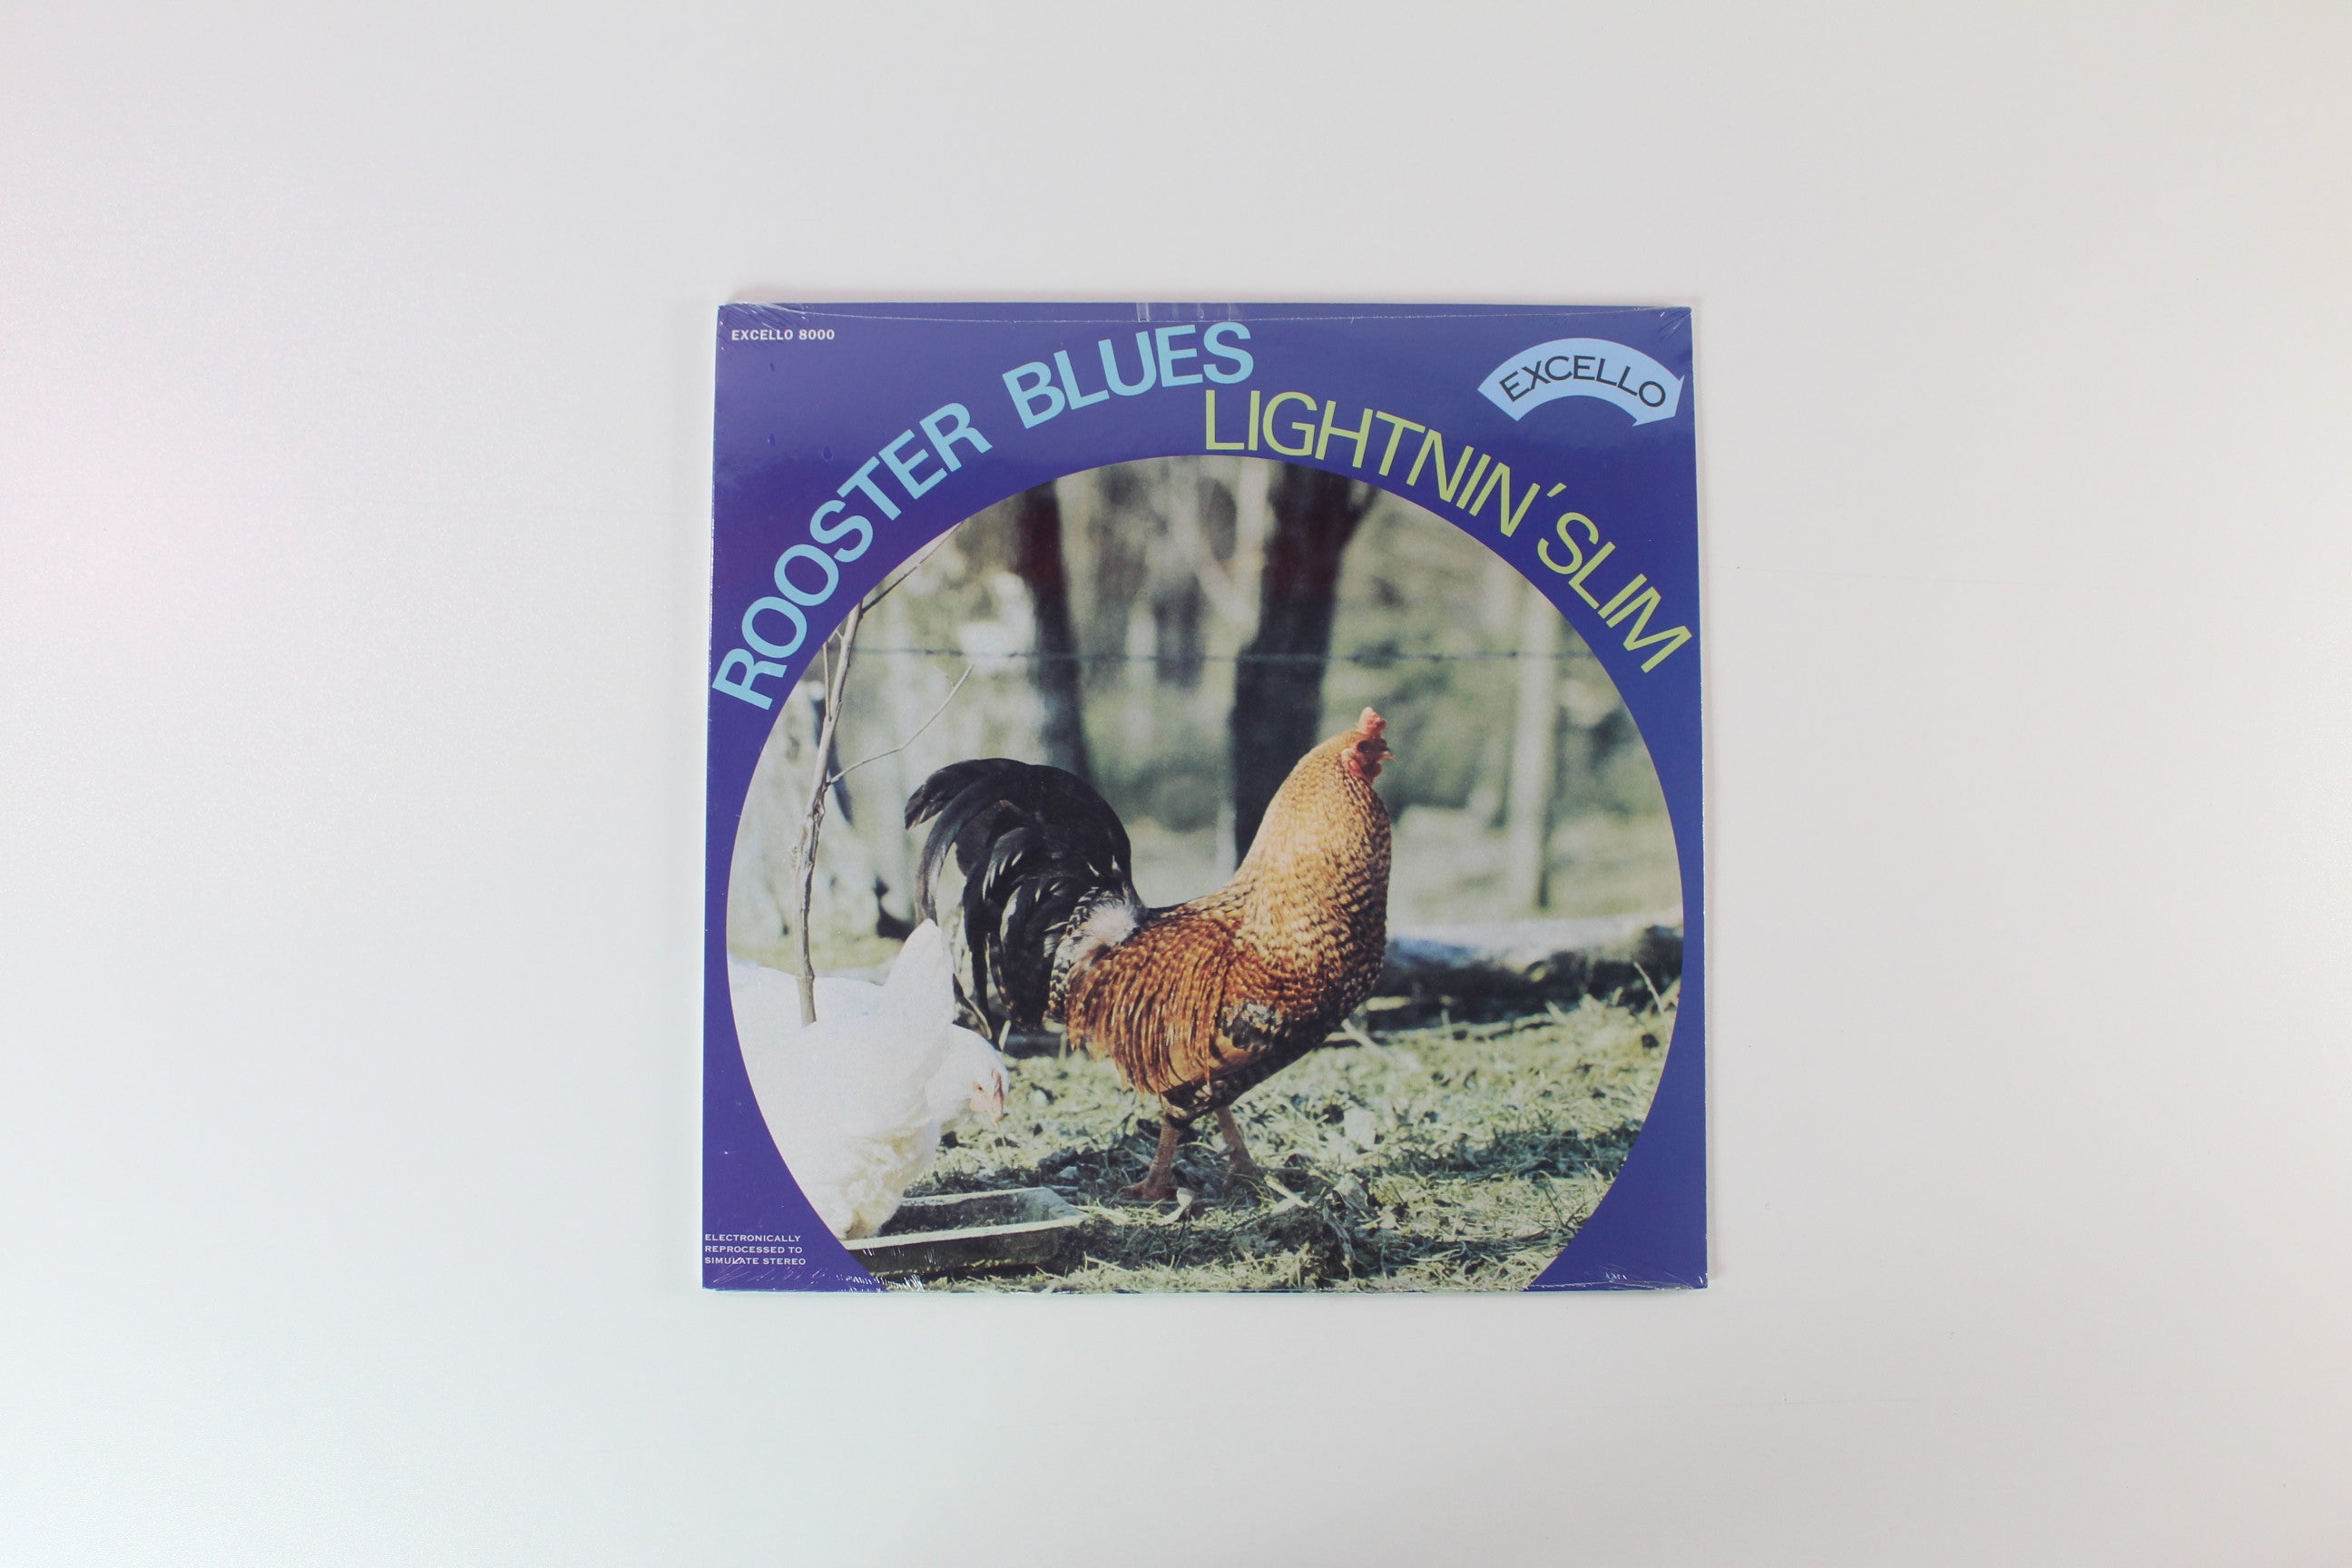 EXCELLO 8000
ROOSTER BLUES
LIGHTNIN' SLIM
EXCELLO
ELECTRONICALLY
REPROCESSED TO
SIMULATE STEREO